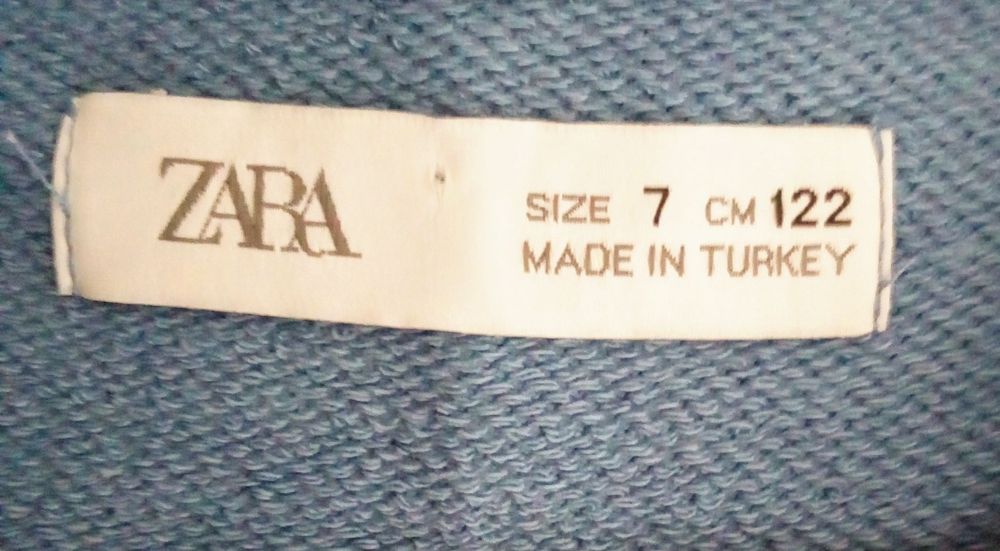 ZARA
SIZE 7 CM 122
MADE IN TURKEY